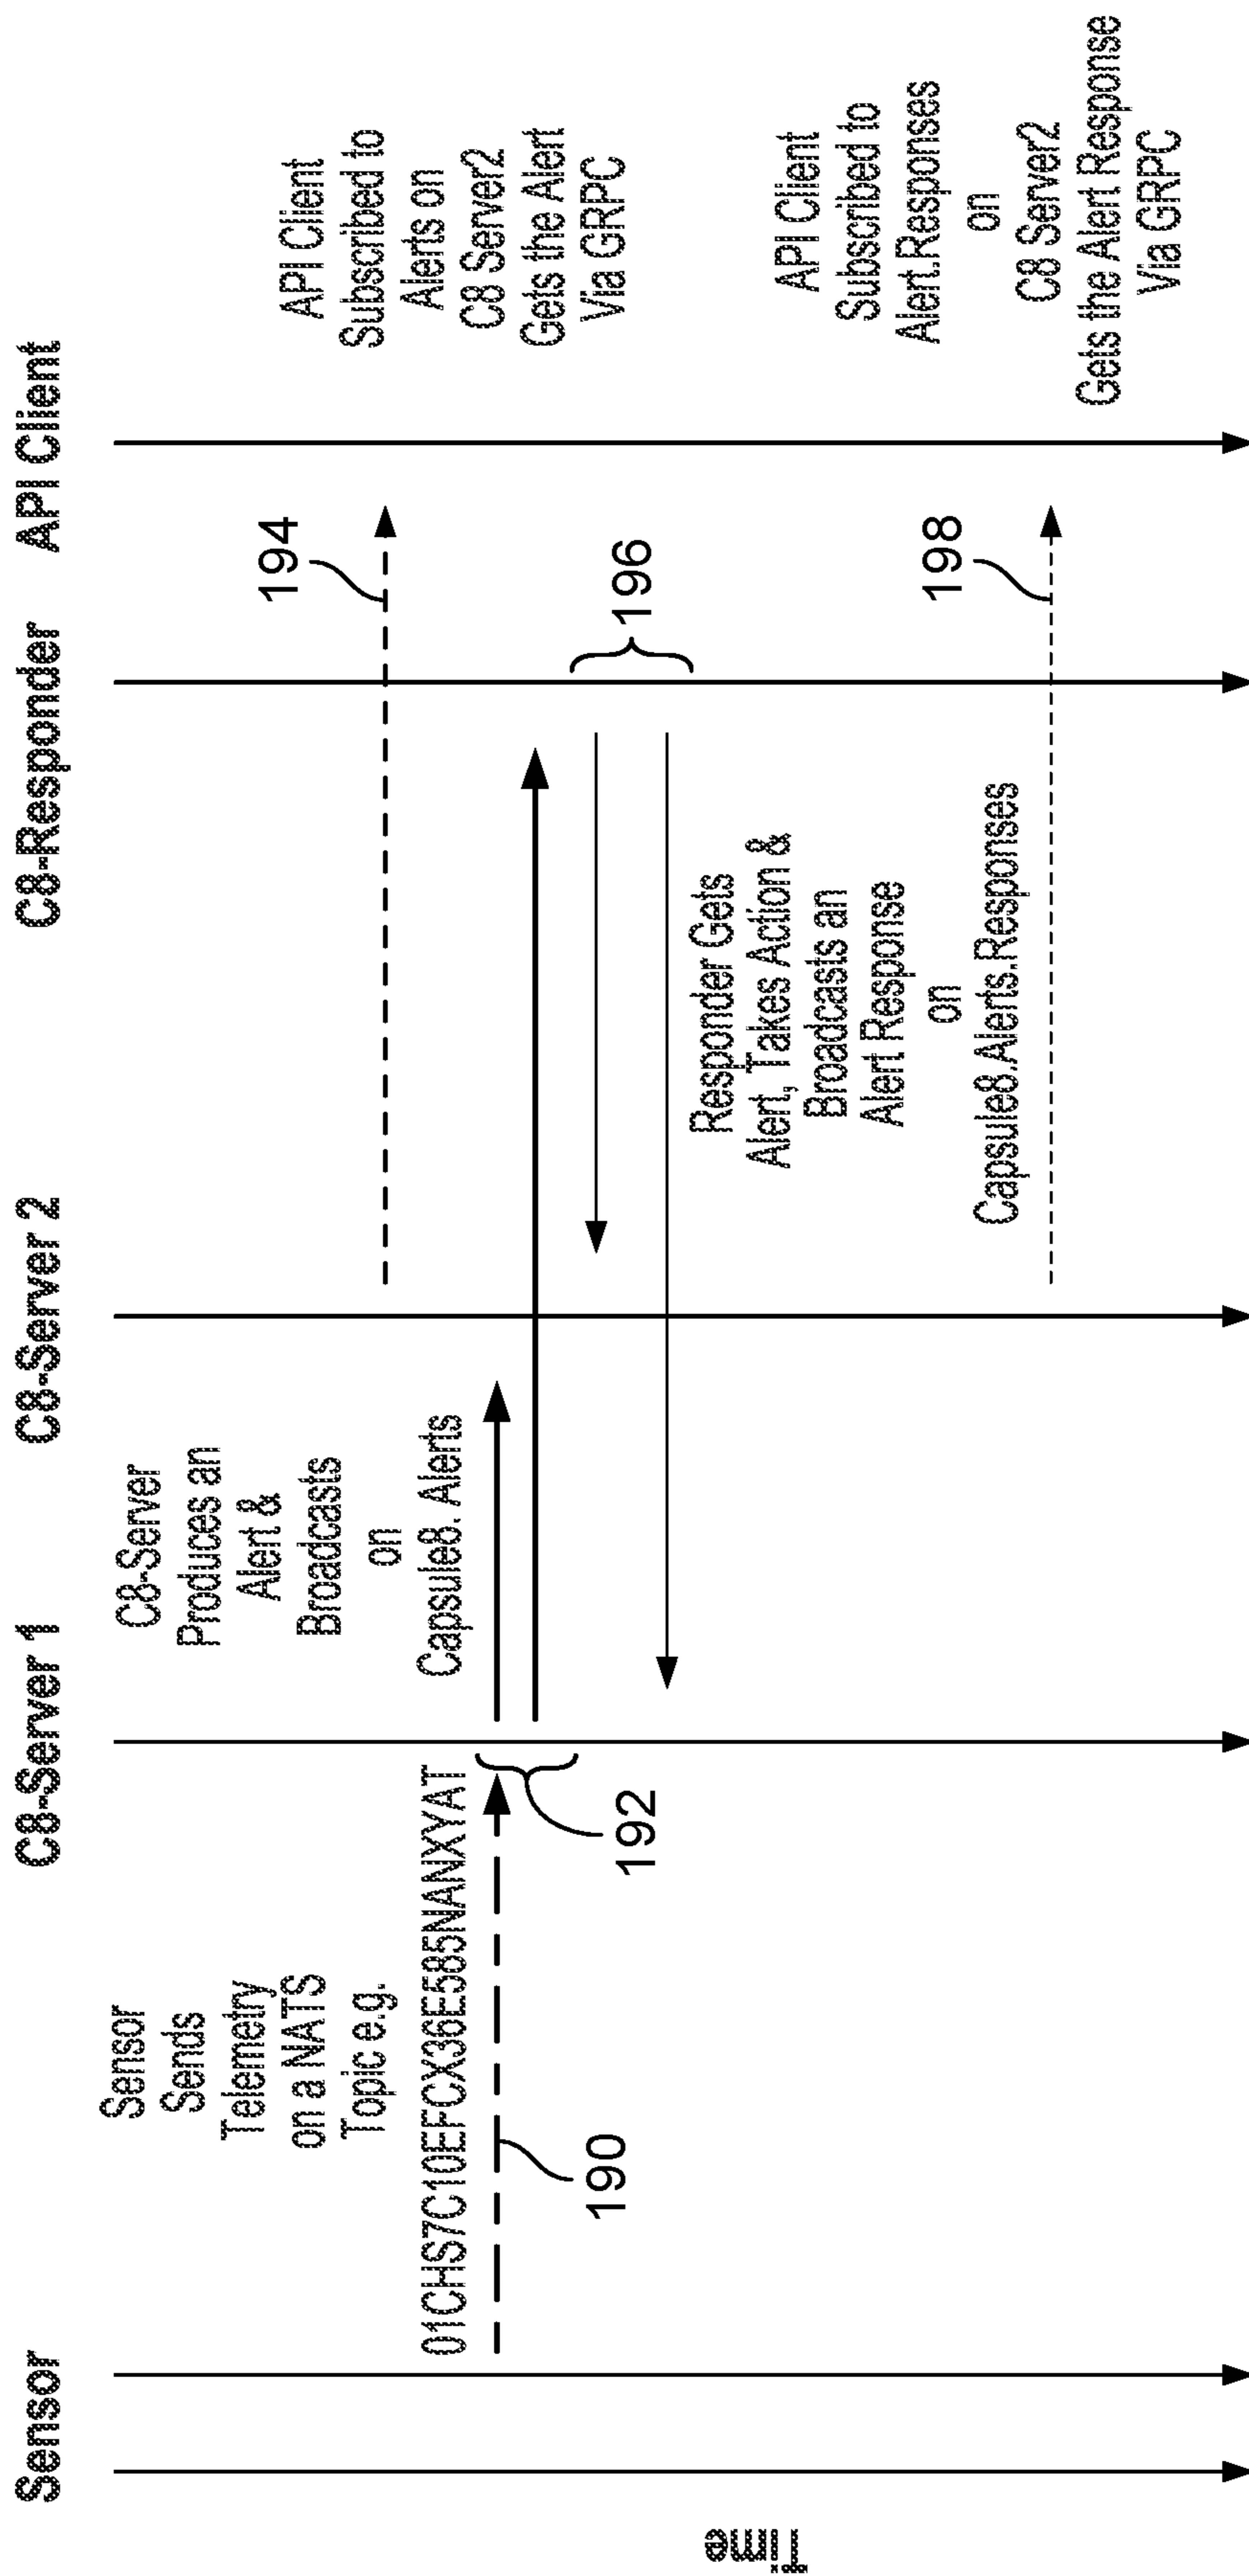 Sensor
C8-Server 1
C8-Server 2
C8-Responder
API Client
Time
Sensor
Sends
Telemetry
on a NATS
Topic e.g.
01CHS7C10EFCX36E585NANXYAT
190
192
C8-Server
Produces an
Alert &
Broadcasts
on
Capsule8. Alerts
194
API Client
Subscribed to
Alerts on
C8 Server2
Gets the Alert
Via GRPC
196
Responder Gets
Alert, Takes Action &
Broadcasts an
Alert Response
on
Capsule8.Alerts.Responses
198
API Client
Subscribed to
Alert.Responses
on
C8 Server2
Gets the Alert Response
Via GRPC